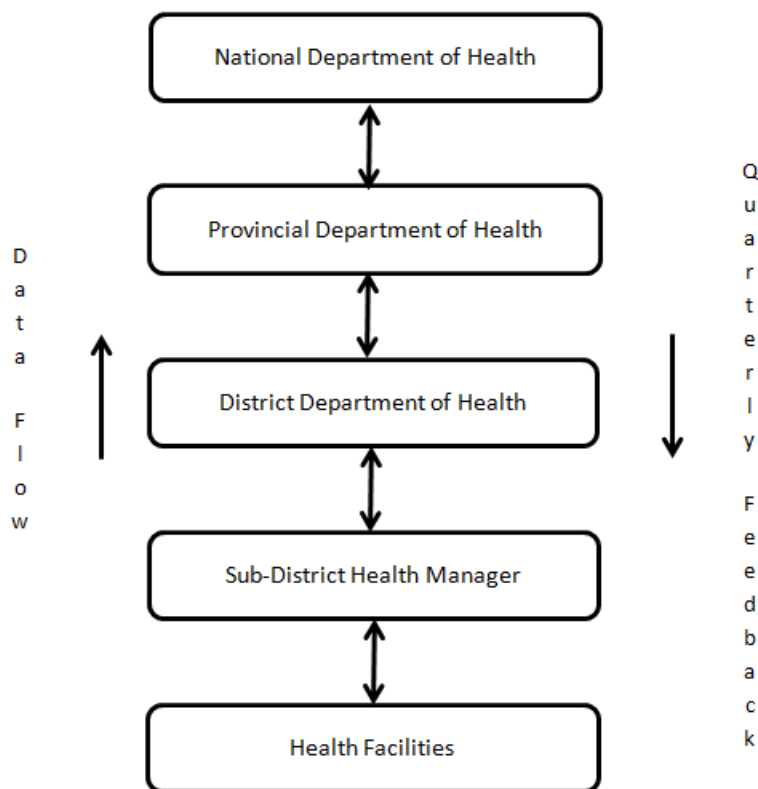 National Department of Health
Provincial Department of Health
District Department of Health
Sub-District Health Manager
Health Facilities
Data Flow
Quarterly Feedback